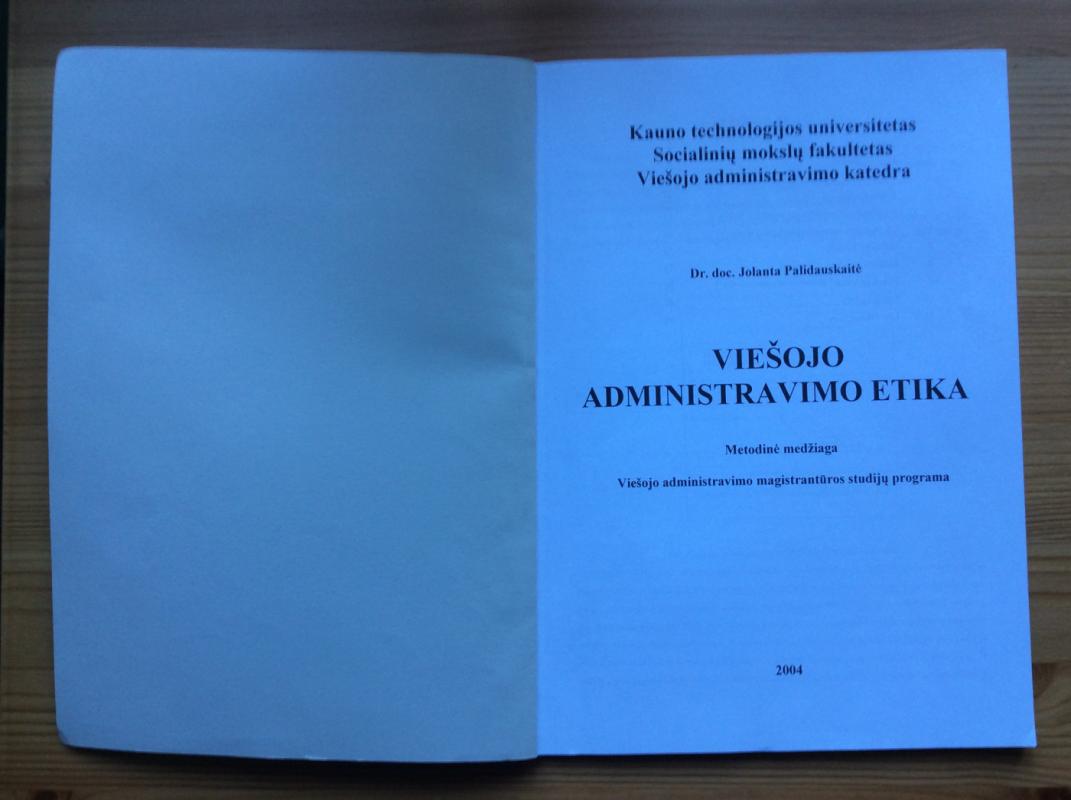 Kauno technologijos universitetas
Socialinių mokslų fakultetas
Viešojo administravimo katedra
Dr. doc. Jolanta Palidauskaitė
VIEŠOJO
ADMINISTRAVIMO ETIKA
Metodinė medžiaga
Viešojo administravimo magistrantūros studijų programa
2004